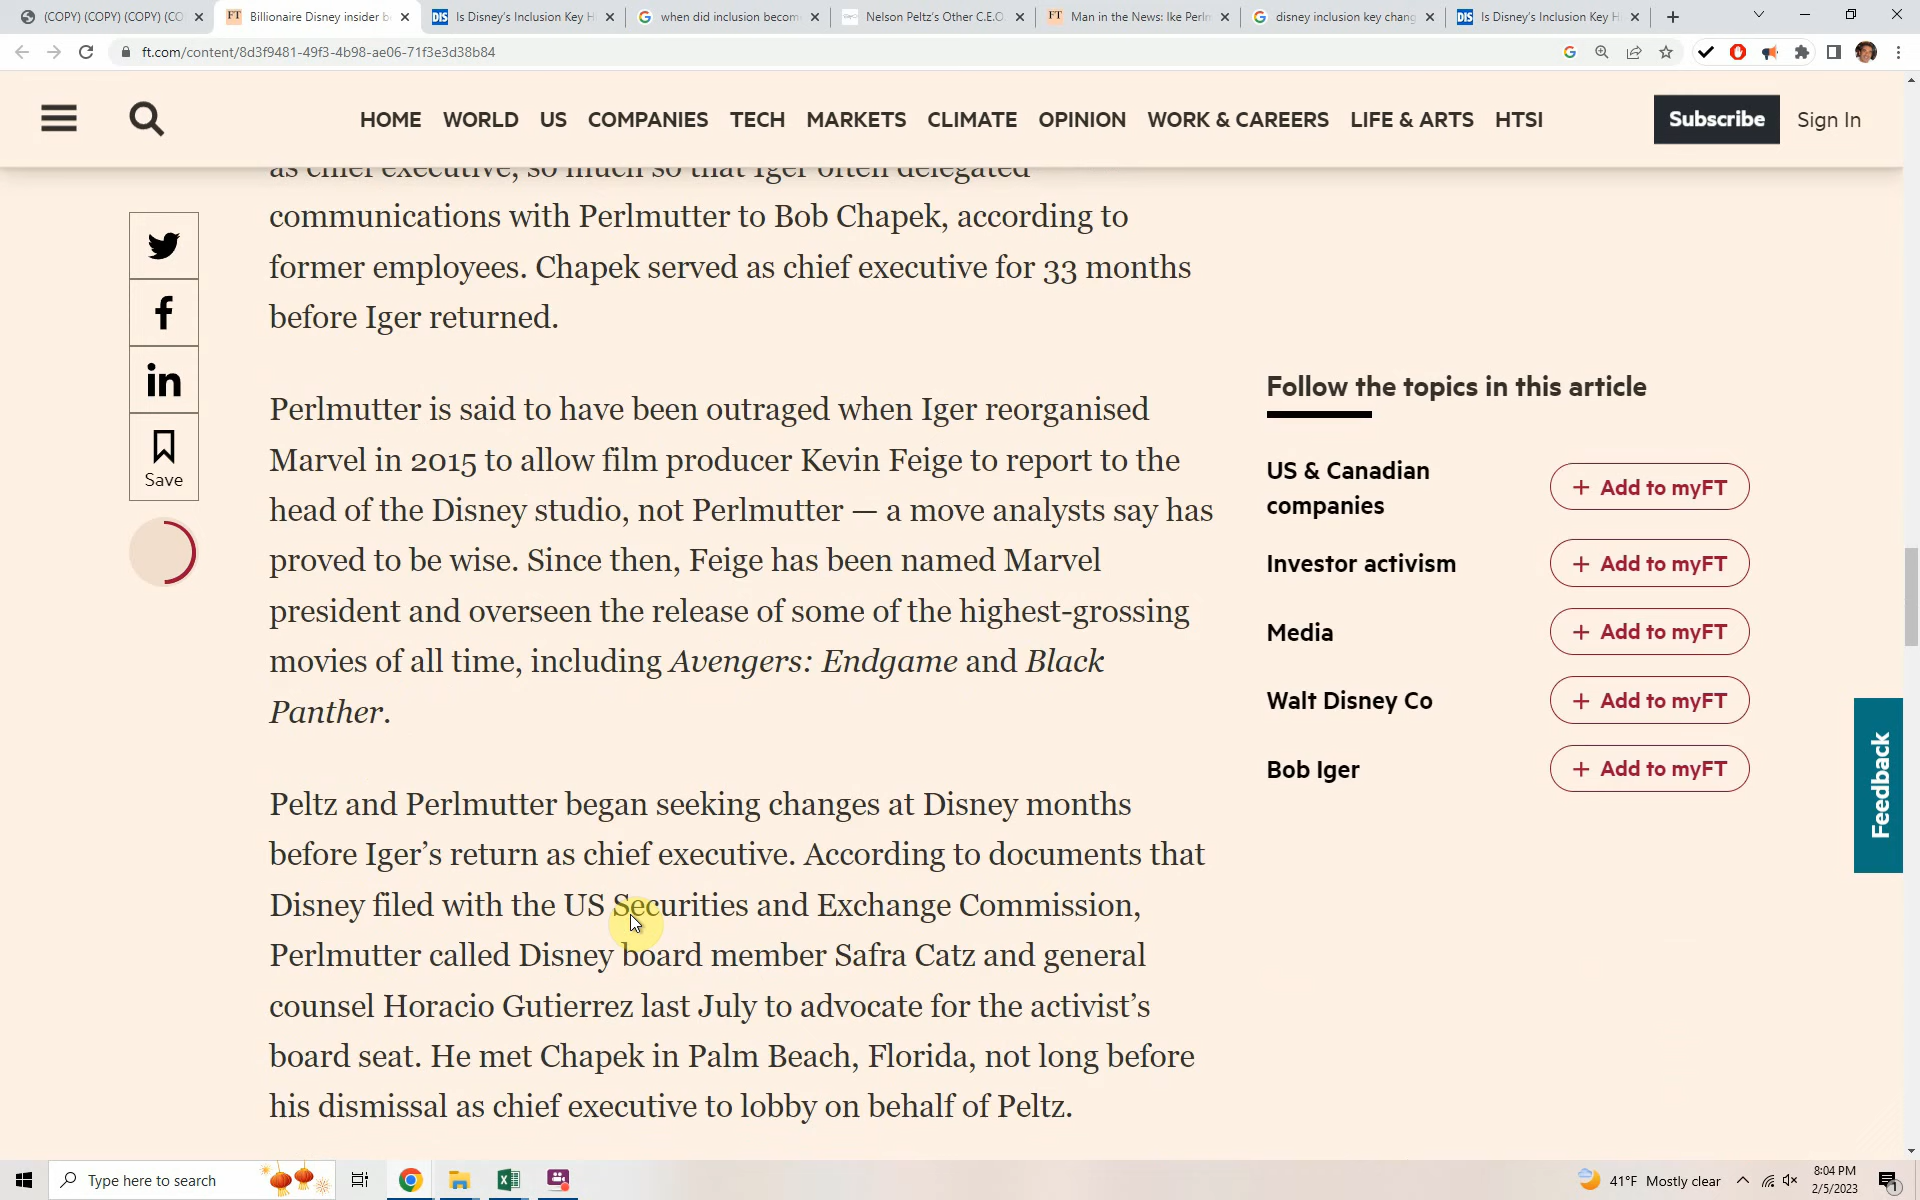 (COPY) (COPY) (COPY) (CO
Billionaire Disney insider b
Is Disney's Inclusion Key H
when did inclusion becom
Nelson Peltz's Other C.E.O.
Man in the News: Ike Perlm
disney inclusion key chang
Is Disney's Inclusion Key H
ft.com/content/8d3f9481-49f3-4b98-ae06-71f3e3d38b84
HOME WORLD US COMPANIES TECH MARKETS CLIMATE OPINION WORK & CAREERS LIFE & ARTS HTSI
Subscribe
Sign In
as chief executive, so much so that Iger often delegated
communications with Perlmutter to Bob Chapek, according to
former employees. Chapek served as chief executive for 33 months
before Iger returned.
Perlmutter is said to have been outraged when Iger reorganised
Marvel in 2015 to allow film producer Kevin Feige to report to the
head of the Disney studio, not Perlmutter — a move analysts say has
proved to be wise. Since then, Feige has been named Marvel
president and overseen the release of some of the highest-grossing
movies of all time, including Avengers: Endgame and Black
Panther.
Peltz and Perlmutter began seeking changes at Disney months
before Iger's return as chief executive. According to documents that
Disney filed with the US Securities and Exchange Commission,
Perlmutter called Disney board member Safra Catz and general
counsel Horacio Gutierrez last July to advocate for the activist's
board seat. He met Chapek in Palm Beach, Florida, not long before
his dismissal as chief executive to lobby on behalf of Peltz.
Save
Follow the topics in this article
US & Canadian
companies
+ Add to myFT
Investor activism
+ Add to myFT
Media
+ Add to myFT
Walt Disney Co
+ Add to myFT
Bob Iger
+ Add to myFT
Feedback
Type here to search
41°F Mostly clear
8:04 PM
2/5/2023
1